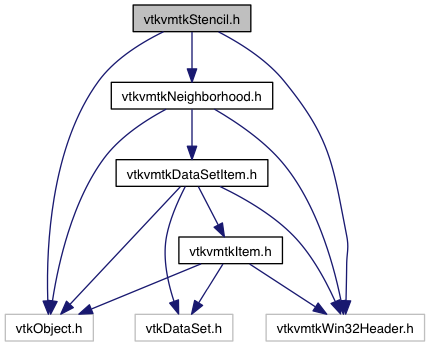 vtkvmtkStencil.h
vtkvmtkNeighborhood.h
vtkvmtkDataSetItem.h
vtkvmtkItem.h
vtkObject.h
vtkDataSet.h
vtkvmtkWin32Header.h